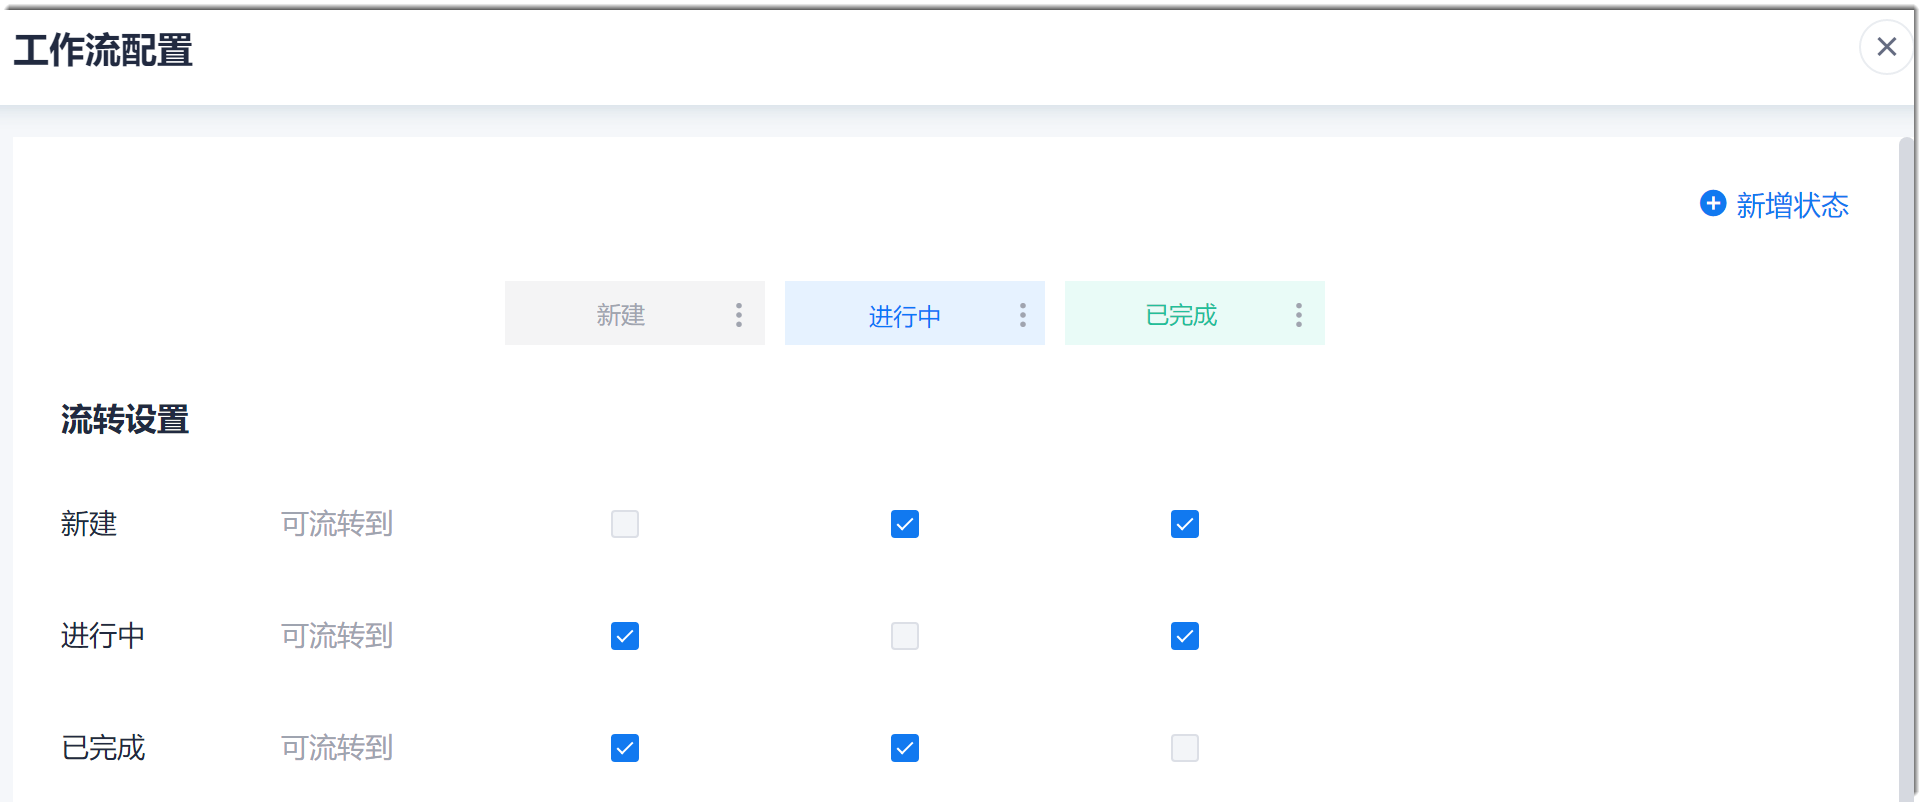 工作流配置
新增状态
新建 进行中 已完成
流转设置
新建 可流转到
进行中 可流转到
已完成 可流转到